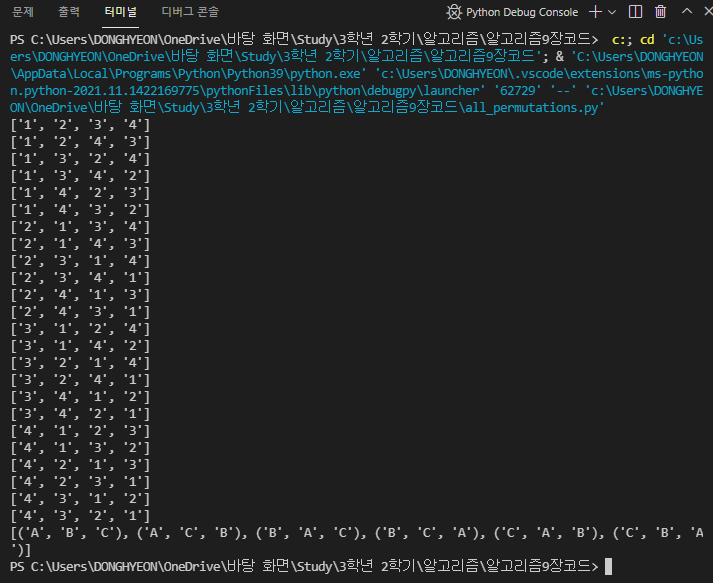 문제 출력 터미널 디버그 콘솔 Python Debug Console
PS C:\Users\DONGHYEON\OneDrive\바탕 화면\Study\3학년 2학기\알고리즘\알고리즘9장코드> c:; cd 'c:\Us
ers\DONGHYEON\OneDrive\바탕 화면\Study\3학년 2학기\알고리즘\알고리즘9장코드'; & 'C:\Users\DONGHYEON
\AppData\Local\Programs\Python\Python39\python.exe' 'c:\Users\DONGHYEON\.vscode\extensions\ms-pytho
n.python-2021.11.1422169775\pythonFiles\lib\python\debugpy\launcher' '62729' '--' 'c:\Users\DONGHYE
ON\OneDrive\바탕 화면\Study\3학년 2학기\알고리즘\알고리즘9장코드\all_permutations.py'
['1', '2', '3', '4']
['1', '2', '4', '3']
['1', '3', '2', '4']
['1', '3', '4', '2']
['1', '4', '2', '3']
['1', '4', '3', '2']
['2', '1', '3', '4']
['2', '1', '4', '3']
['2', '3', '1', '4']
['2', '3', '4', '1']
['2', '4', '1', '3']
['2', '4', '3', '1']
['3', '1', '2', '4']
['3', '1', '4', '2']
['3', '2', '1', '4']
['3', '2', '4', '1']
['3', '4', '1', '2']
['3', '4', '2', '1']
['4', '1', '2', '3']
['4', '1', '3', '2']
['4', '2', '1', '3']
['4', '2', '3', '1']
['4', '3', '1', '2']
['4', '3', '2', '1']
[('A', 'B', 'C'), ('A', 'C', 'B'), ('B', 'A', 'C'), ('B', 'C', 'A'), ('C', 'A', 'B'), ('C', 'B', 'A
')]
PS C:\Users\DONGHYEON\OneDrive\바탕 화면\Study\3학년 2학기\알고리즘\알고리즘9장코드>